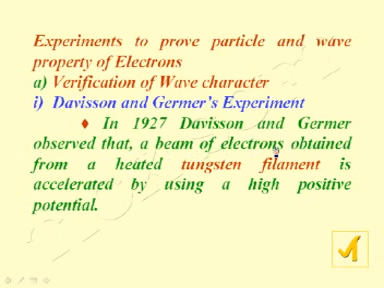 Experiments to prove particle and wave
property of Electrons
a) Verification of Wave character
i) Davisson and Germer's Experiment
♦ In 1927 Davisson and Germer
observed that, a beam of electrons obtained
from a heated tungsten filament is
accelerated by using a high positive
potential.